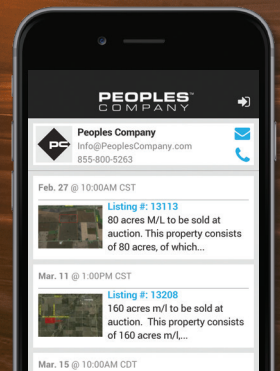 PEOPLES™
COMPANY
PC
Peoples Company
Info@PeoplesCompany.com
855-800-5263
Feb. 27 @ 10:00AM CST
Listing #: 13113
80 acres M/L to be sold at
auction. This property consists
of 80 acres, of which...
Mar. 11 @ 1:00PM CST
Listing #: 13208
160 acres m/l to be sold at
auction.  This property consists
of 160 acres m/l,...
Mar. 15 @ 10:00AM CDT